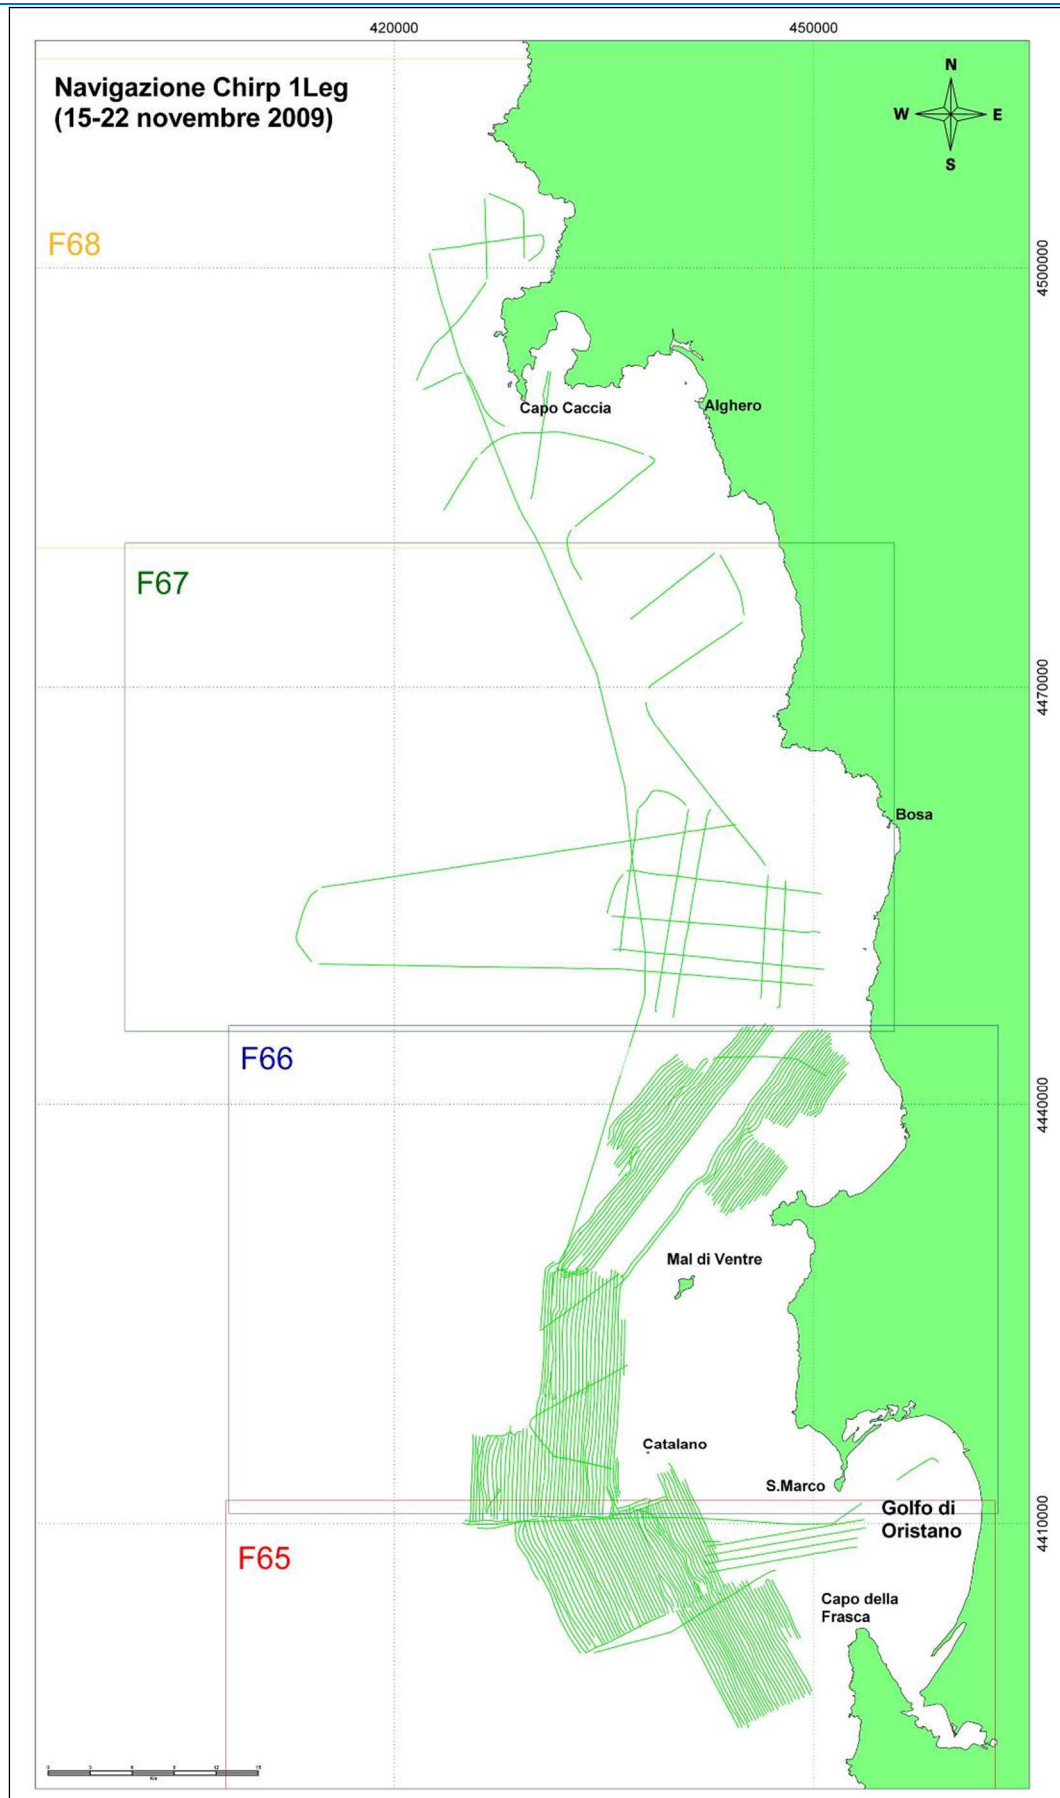 420000
450000
Navigazione Chirp 1Leg
(15-22 novembre 2009)
N
W
E
S
F68
4500000
Capo Caccia
Alghero
F67
4470000
Bosa
F66
4440000
Mal di Ventre
Catalano
S.Marco
Golfo di
Oristano
4410000
F65
Capo della
Frasca